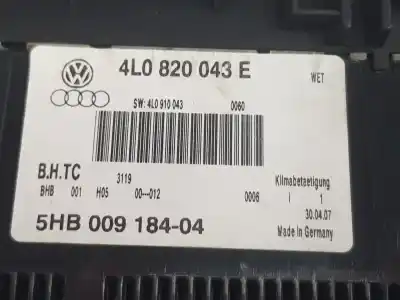 4L0 820 043 E
WET
SW: 4L0 910 043 0060
B.H.TC 3119 Klimabetaetigung
BHB 001 H05 00---012 0006 I 1
30.04.07
5HB 009 184-04 Made in Germany